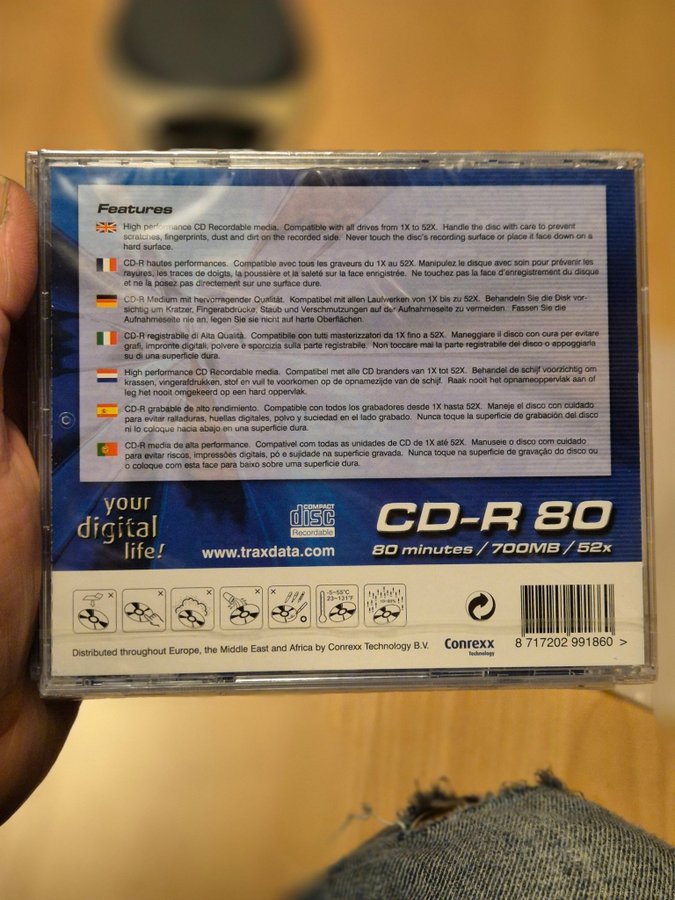 Features
High performance CD Recordable media. Compatible with all drives from 1X to 52X. Handle the disc with care to prevent
scratches, fingerprints, dust and dirt on the recorded side. Never touch the disc's recording surface or place it face down on a
hard surface.
CD-R hautes performances. Compatible avec tous les graveurs du 1X au 52X. Manipulez le disque avec soin pour prévenir les
rayures, les traces de doigts, la poussière et la saleté sur la face enrigistrée. Ne touchez pas la face d'enregistrement du disque
et ne la posez pas directement sur une surface dure.
CD-R Medium mit hervorragender Qualität. Kompatibel mit allen Laufwerken von 1X bis zu 52X. Behandeln Sie die Disk vor-
sichtig um Kratzer, Fingerabdrücke, Staub und Verschmutzungen auf der Aufnahmeseite zu vermeiden. Fassen Sie die
Aufnahmeseite nie an, legen Sie sie nicht auf harte Oberflächen.
CD-R registrabile di Alta Qualità. Compatibile con tutti masterizzatori da 1X fino a 52X. Maneggiare il disco con cura per evitare
grafi, impronte digitali, polvere e sporcizia sulla parte registrabile. Non toccare mai la parte registrabile del disco o appoggiarla
su di una superficie dura.
High performance CD Recordable media. Compatibel met alle CD branders van 1X tot 52X. Behandel de schijf voorzichtig om
krassen, vingerafdrukken, stof en vuil te voorkomen op de opnamezijde van de schijf. Raak nooit het opnameoppervlak aan of
leg het nooit omgekeerd op een hard oppervlak.
CD-R grabable de alto rendimiento. Compatible con todos los grabadores desde 1X hasta 52X. Maneje el disco con cuidado
para evitar ralladuras, huellas digitales, polvo y suciedad en el lado grabado. Nunca toque la superficie de grabación del disco
ni lo coloque hacia abajo en una superficie dura.
CD-R media de alta performance. Compatível com todas as unidades de CD de 1X até 52X. Manuseie o disco com cuidado
para evitar riscos, impressões digitais, pó e sujidade na superfície gravada. Nunca toque na superfície de gravação do disco ou
o coloque com esta face para baixo sobre uma superfície dura.
your
digital
life!
www.traxdata.com
COMPACT
disc
Recordable
CD-R 80
80 minutes / 700MB / 52x
-5~55°C
23~131°F
Distributed throughout Europe, the Middle East and Africa by Conrexx Technology B.V.
Conrexx
Technology
8 717202 991860 >